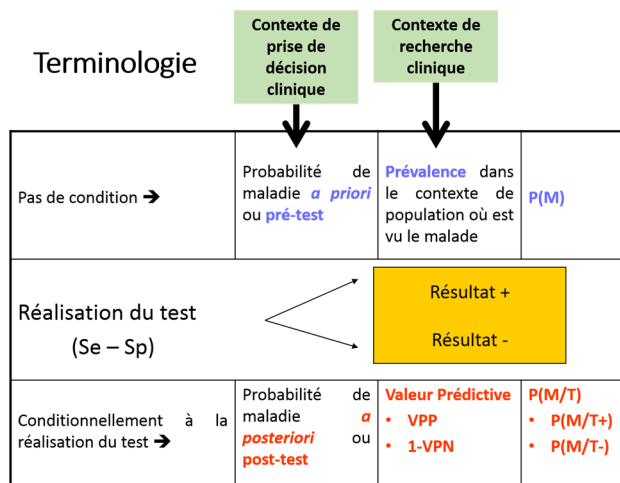 Terminologie
Contexte de
prise de
décision
clinique
Contexte de
recherche
clinique
Pas de condition ➔
Probabilité de
maladie a priori
ou pré-test
Prévalence dans
le contexte de
population où est
vu le malade
P(M)
Réalisation du test
(Se – Sp)
Résultat +
Résultat -
Conditionnellement à la
réalisation du test ➔
Probabilité de
maladie a
posteriori ou
post-test
Valeur Prédictive
• VPP
• 1-VPN
P(M/T)
• P(M/T+)
• P(M/T-)